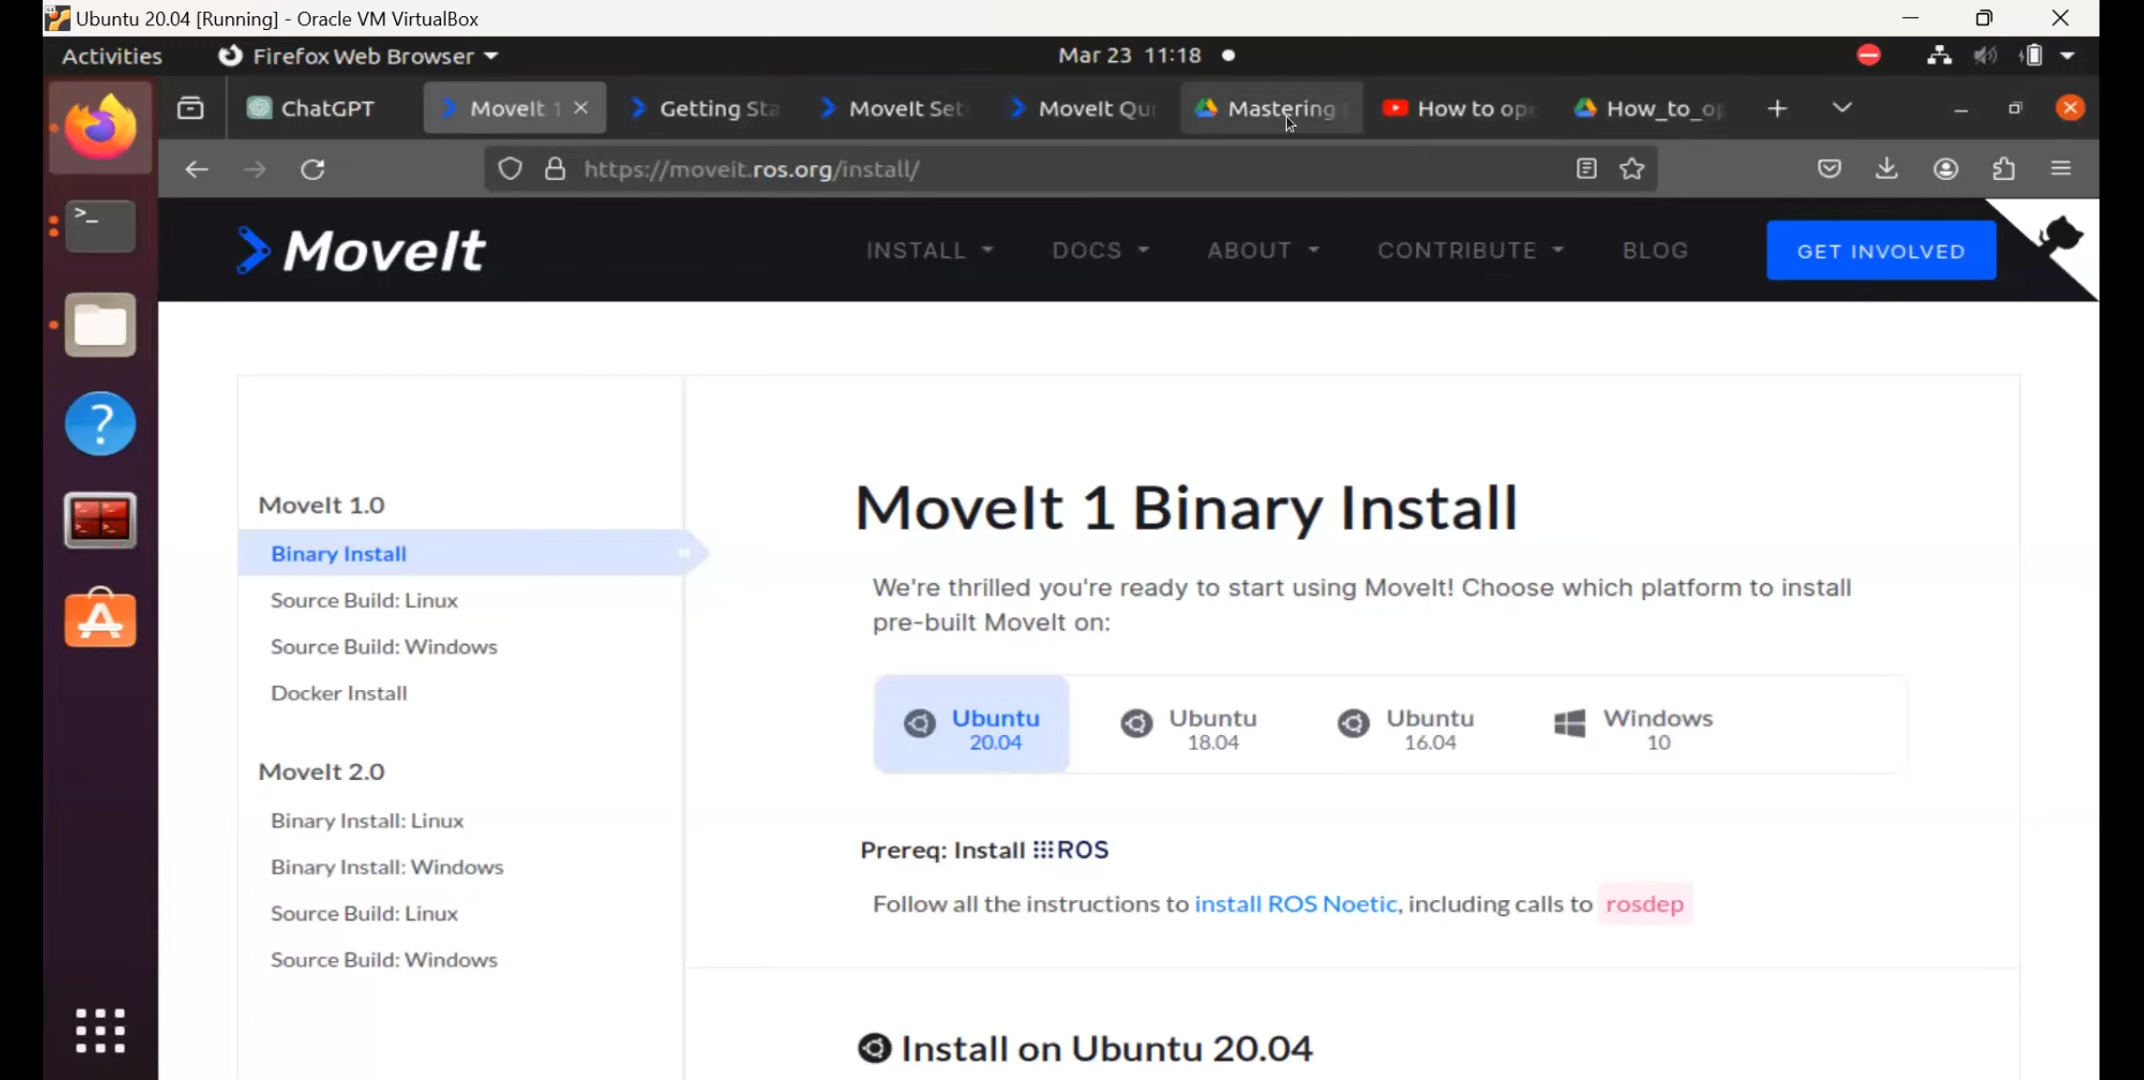 Ubuntu 20.04 [Running] - Oracle VM VirtualBox
Activities
Firefox Web Browser
Mar 23 11:18
ChatGPT
MoveIt 1
Getting Sta
MoveIt Set
MoveIt Qui
Mastering
How to ope
How_to_op
https://moveit.ros.org/install/
MoveIt
INSTALL
DOCS
ABOUT
CONTRIBUTE
BLOG
GET INVOLVED
MoveIt 1.0
Binary Install
Source Build: Linux
Source Build: Windows
Docker Install
MoveIt 2.0
Binary Install: Linux
Binary Install: Windows
Source Build: Linux
Source Build: Windows
MoveIt 1 Binary Install
We're thrilled you're ready to start using MoveIt! Choose which platform to install
pre-built MoveIt on:
Ubuntu
20.04
Ubuntu
18.04
Ubuntu
16.04
Windows
10
Prereq: Install ROS
Follow all the instructions to install ROS Noetic, including calls to rosdep
Install on Ubuntu 20.04